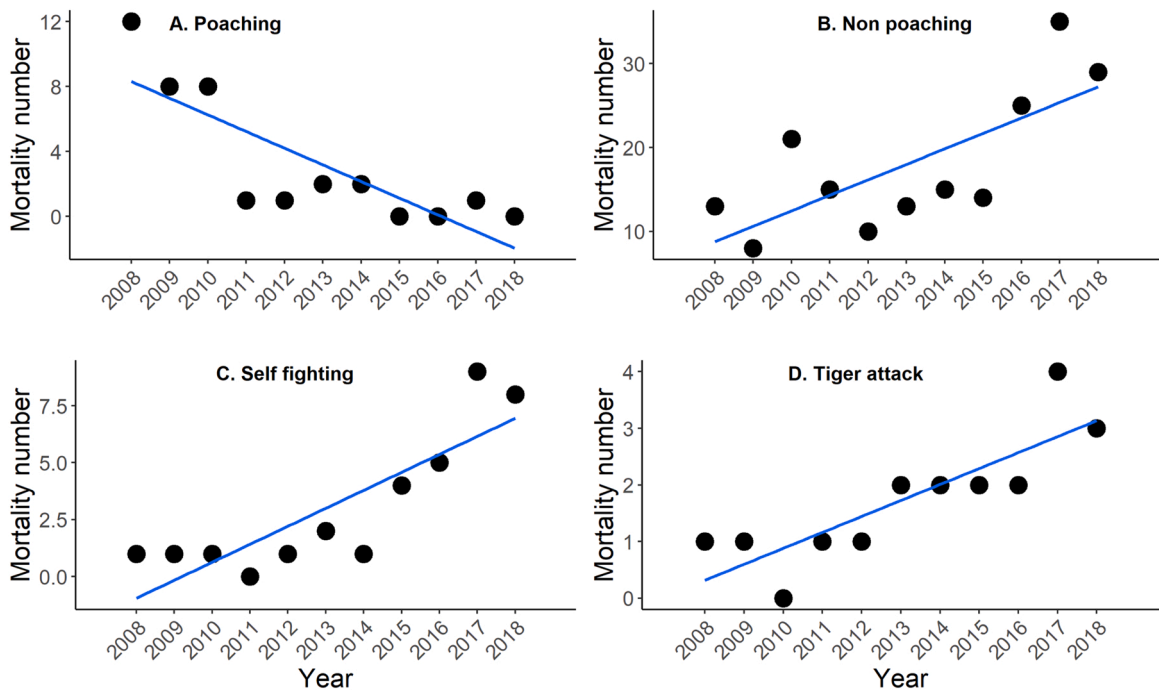 A. Poaching
Mortality number
12
8
4
0
2008 2009 2010 2011 2012 2013 2014 2015 2016 2017 2018
B. Non poaching
Mortality number
30
20
10
2008 2009 2010 2011 2012 2013 2014 2015 2016 2017 2018
C. Self fighting
Mortality number
7.5
5.0
2.5
0.0
2008 2009 2010 2011 2012 2013 2014 2015 2016 2017 2018
Year
D. Tiger attack
Mortality number
4
3
2
1
0
2008 2009 2010 2011 2012 2013 2014 2015 2016 2017 2018
Year